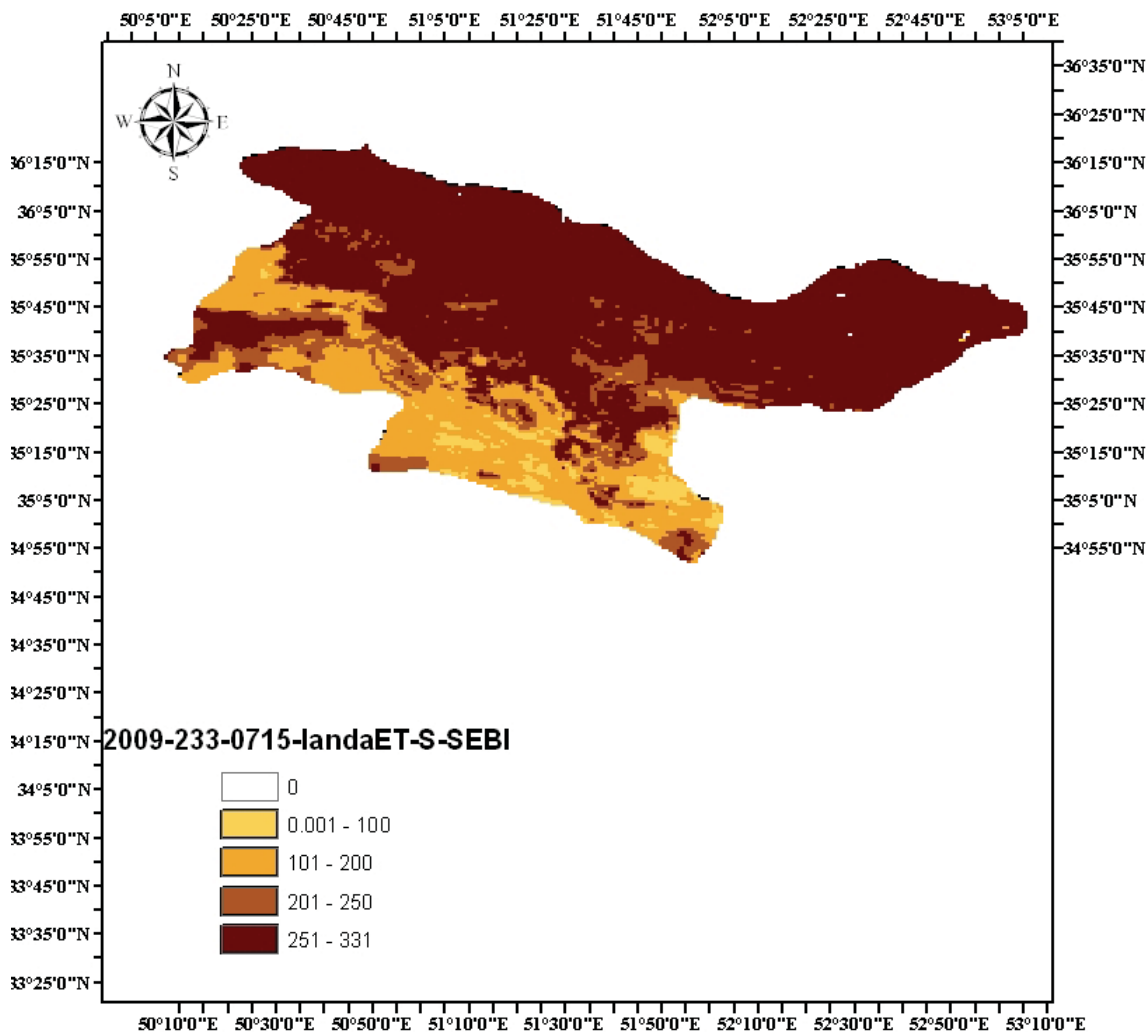 50°5'0"E 50°25'0"E 50°45'0"E 51°5'0"E 51°25'0"E 51°45'0"E 52°5'0"E 52°25'0"E 52°45'0"E 53°5'0"E
36°35'0"N
N
36°25'0"N
W E
S
36°15'0"N 36°15'0"N
36°5'0"N 36°5'0"N
35°55'0"N 35°55'0"N
35°45'0"N 35°45'0"N
35°35'0"N 35°35'0"N
35°25'0"N 35°25'0"N
35°15'0"N 35°15'0"N
35°5'0"N 35°5'0"N
34°55'0"N 34°55'0"N
34°45'0"N
34°35'0"N
34°25'0"N
34°15'0"N
2009-233-0715-landaET-S-SEBI
34°5'0"N
0
33°55'0"N
0.001 - 100
33°45'0"N
101 - 200
201 - 250
33°35'0"N
251 - 331
33°25'0"N
50°10'0"E 50°30'0"E 50°50'0"E 51°10'0"E 51°30'0"E 51°50'0"E 52°10'0"E 52°30'0"E 52°50'0"E 53°10'0"E